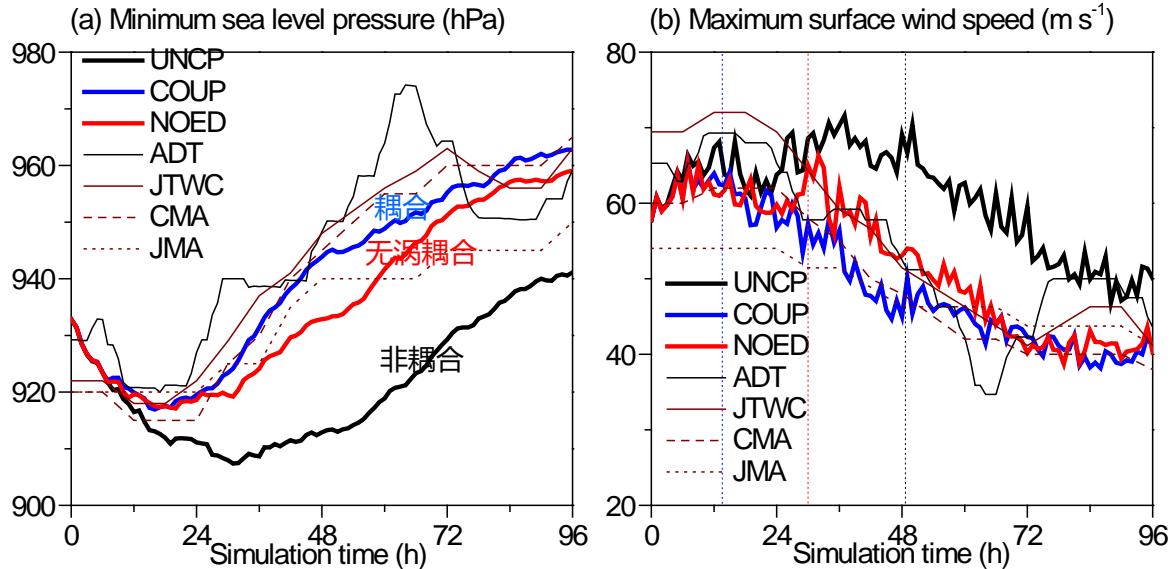 (a) Minimum sea level pressure (hPa)
980
960
940
920
900
UNCP
COUP
NOED
ADT
JTWC
CMA
JMA
耦合
无涡耦合
非耦合
0 24 48 72 96
Simulation time (h)
(b) Maximum surface wind speed (m s-1)
80
60
40
20
UNCP
COUP
NOED
ADT
JTWC
CMA
JMA
0 24 48 72 96
Simulation time (h)